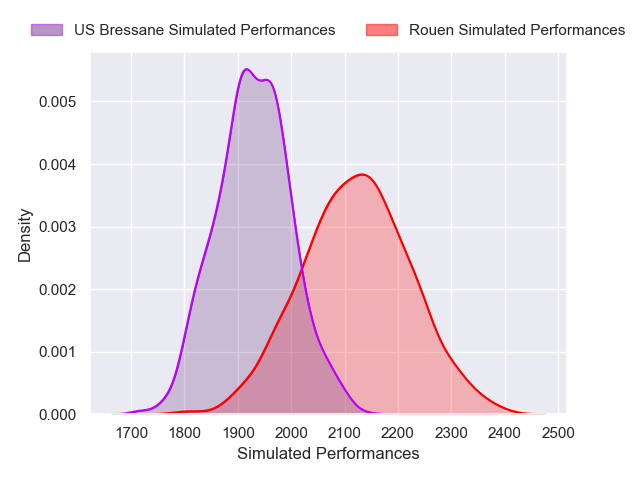 US Bressane Simulated Performances
Rouen Simulated Performances
0.005
0.004
0.003
0.002
0.001
0.000
Density
1700 1800 1900 2000 2100 2200 2300 2400 2500
Simulated Performances